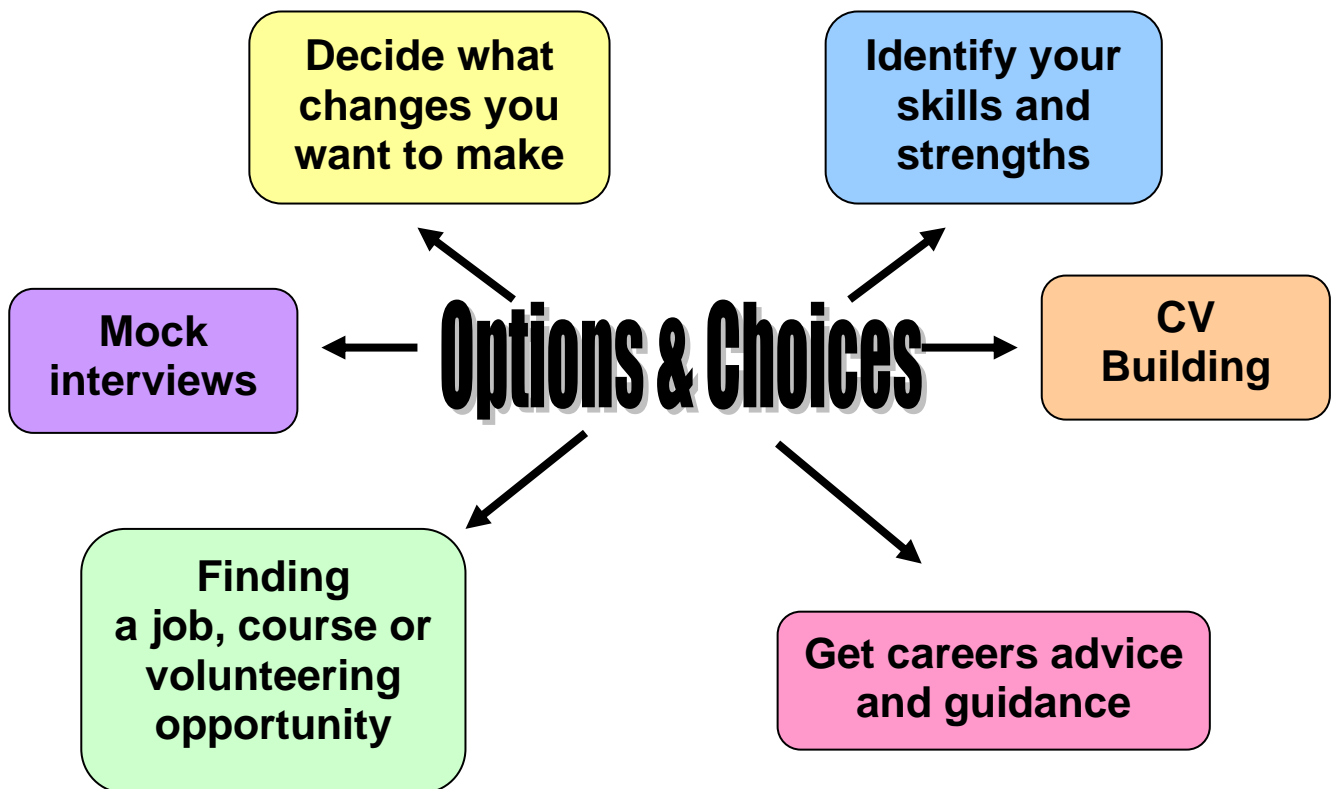 Decide what
changes you
want to make
Identify your
skills and
strengths
Mock
interviews
Options & Choices
CV
Building
Finding
a job, course or
volunteering
opportunity
Get careers advice
and guidance